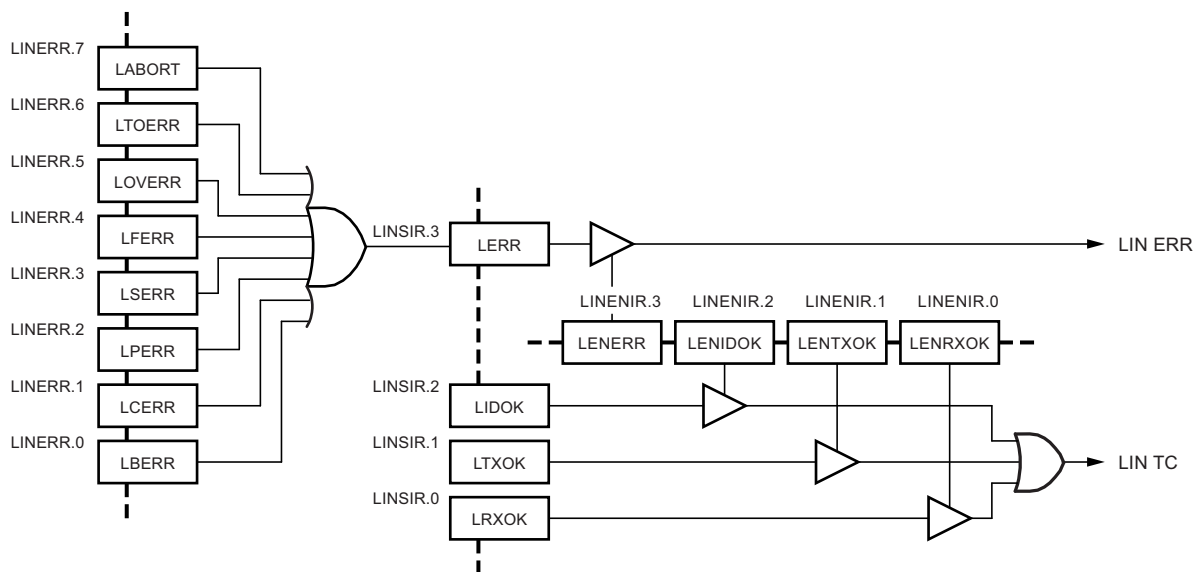 LINERR.7
LABORT
LINERR.6
LTOERR
LINERR.5
LOVERR
LINERR.4
LFERR
LINERR.3
LSERR
LINERR.2
LPERR
LINERR.1
LCERR
LINERR.0
LBERR
LINSIR.3
LERR
LIN ERR
LINENIR.3 LINENIR.2 LINENIR.1 LINENIR.0
LENERR LENIDOK LENTXOK LENRXOK
LINSIR.2
LIDOK
LINSIR.1
LTXOK
LIN TC
LINSIR.0
LRXOK